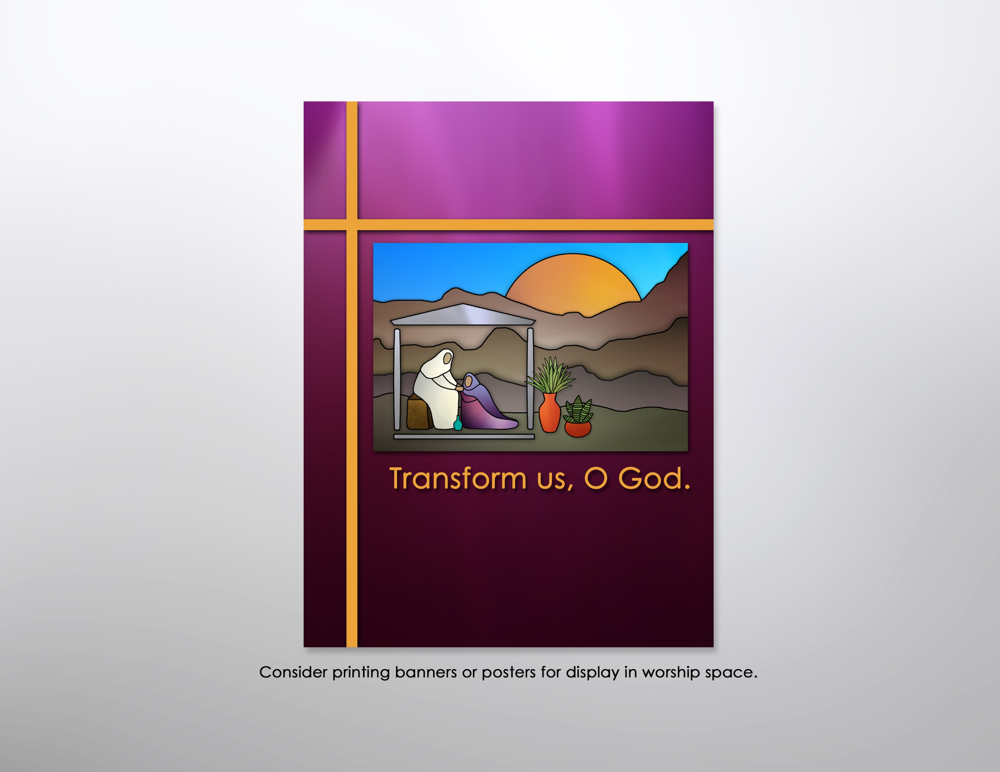 Transform us, O God.
Consider printing banners or posters for display in worship space.